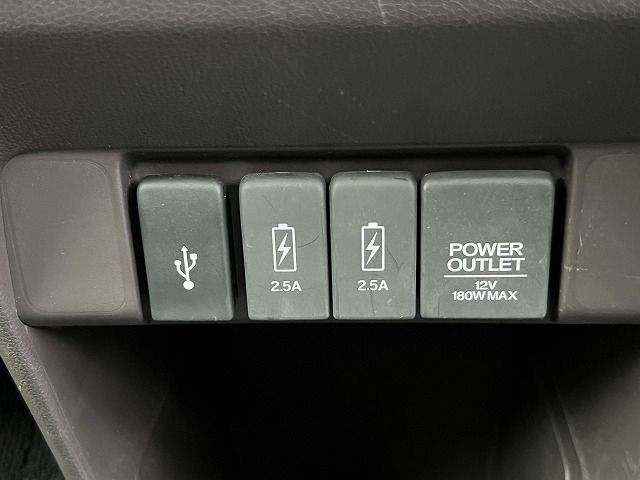 2.5A
2.5A
POWER
OUTLET
12V
180W MAX